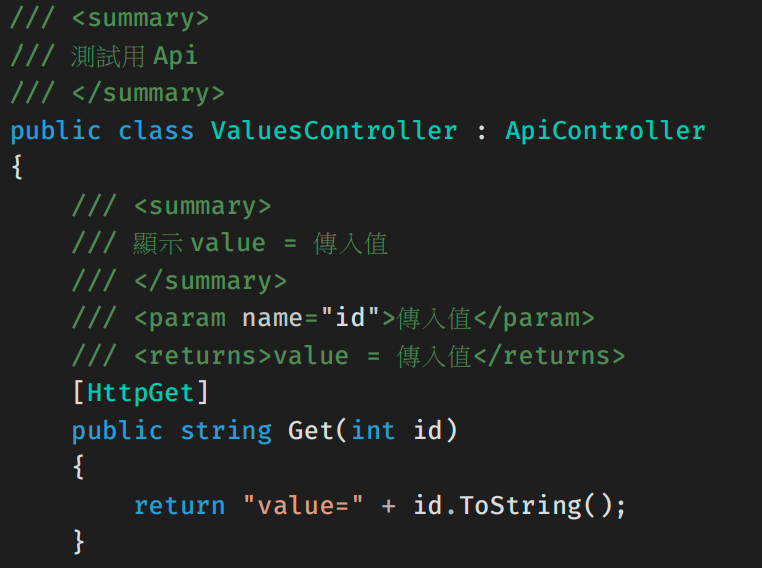 /// <summary>
/// 測試用 Api
/// </summary>
public class ValuesController : ApiController
{
    /// <summary>
    /// 顯示 value = 傳入值
    /// </summary>
    /// <param name="id">傳入值</param>
    /// <returns>value = 傳入值</returns>
    [HttpGet]
    public string Get(int id)
    {
        return "value=" + id.ToString();
    }